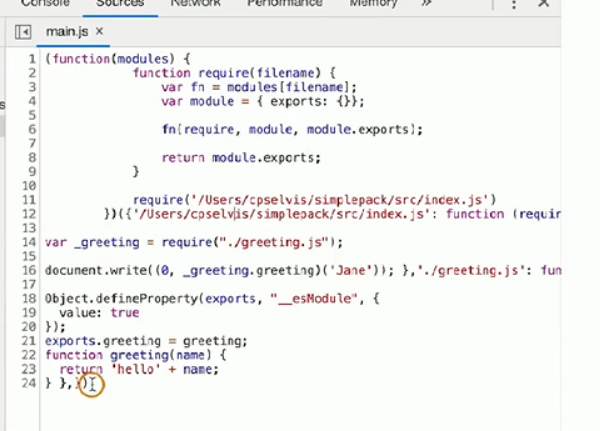 Console Sources Network Performance Memory »
main.js ×
1 (function(modules) {
2 function require(filename) {
3 var fn = modules[filename];
4 var module = { exports: {}};
5
6 fn(require, module, module.exports);
7
8 return module.exports;
9 }
10
11 require('/Users/cpselvis/simplepack/src/index.js')
12 })({'/Users/cpselvis/simplepack/src/index.js': function (requir
13
14 var _greeting = require("./greeting.js");
15
16 document.write((0, _greeting.greeting)('Jane')); },'./greeting.js': fun
17
18 Object.defineProperty(exports, "__esModule", {
19 value: true
20 });
21 exports.greeting = greeting;
22 function greeting(name) {
23 return 'hello' + name;
24 } },})